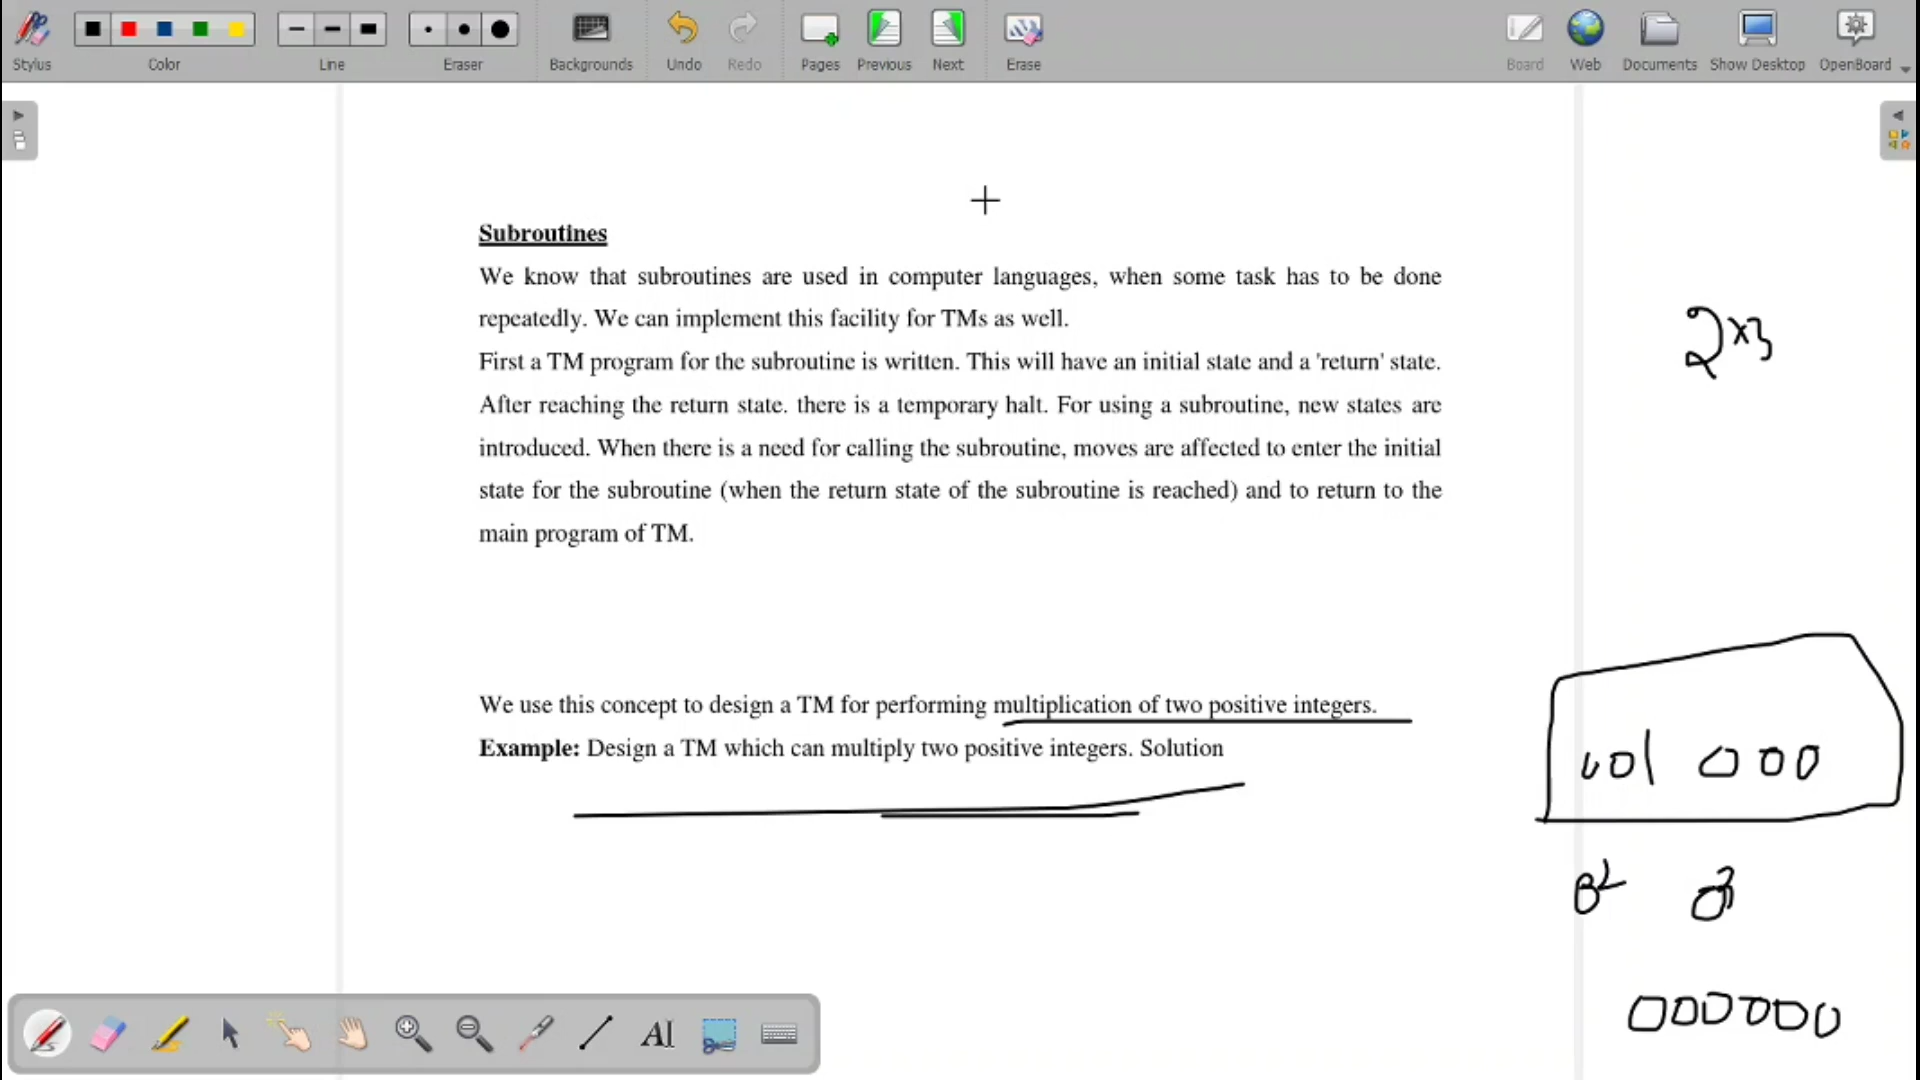 Stylus Color Line Eraser Backgrounds Undo Redo Pages Previous Next Erase Board Web Documents Show Desktop OpenBoard
Subroutines
We know that subroutines are used in computer languages, when some task has to be done
repeatedly. We can implement this facility for TMs as well.
First a TM program for the subroutine is written. This will have an initial state and a 'return' state.
After reaching the return state. there is a temporary halt. For using a subroutine, new states are
introduced. When there is a need for calling the subroutine, moves are affected to enter the initial
state for the subroutine (when the return state of the subroutine is reached) and to return to the
main program of TM.
2×3
We use this concept to design a TM for performing multiplication of two positive integers.
Example: Design a TM which can multiply two positive integers. Solution
001 000
0² 0³
000000
AI